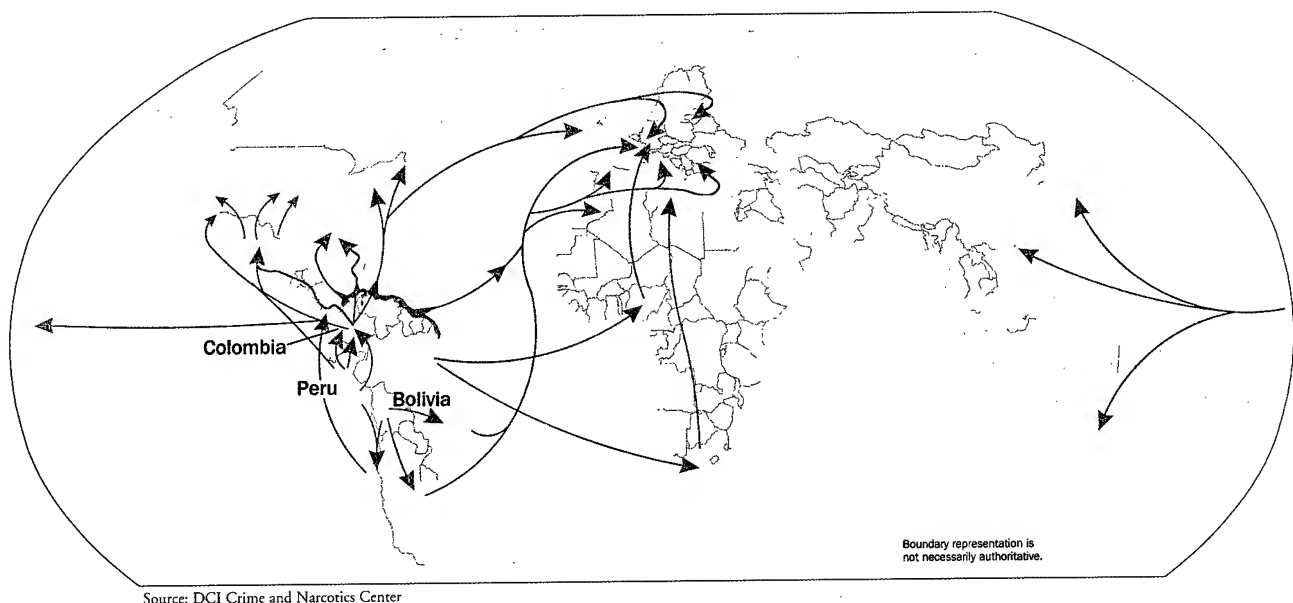 Colombia
Peru
Bolivia
Boundary representation is
not necessarily authoritative.
Source: DCI Crime and Narcotics Center